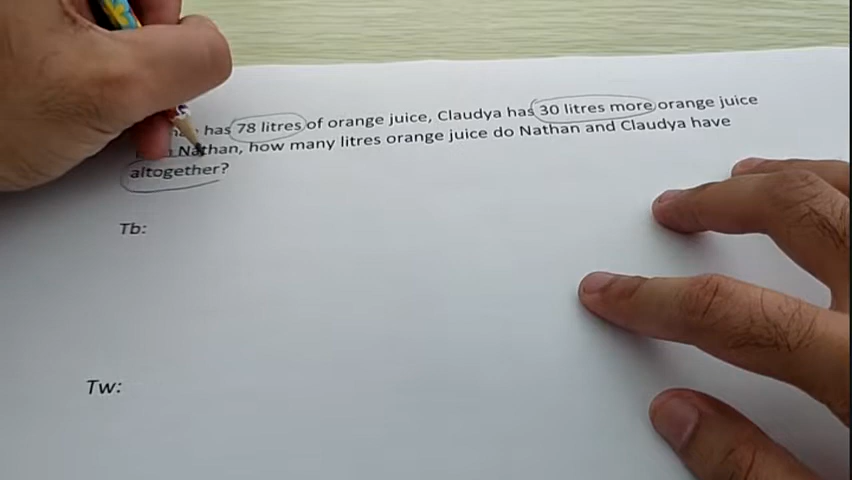 has 78 litres of orange juice, Claudya has 30 litres more orange juice
Nathan, how many litres orange juice do Nathan and Claudya have
altogether?
Tb:
Tw: